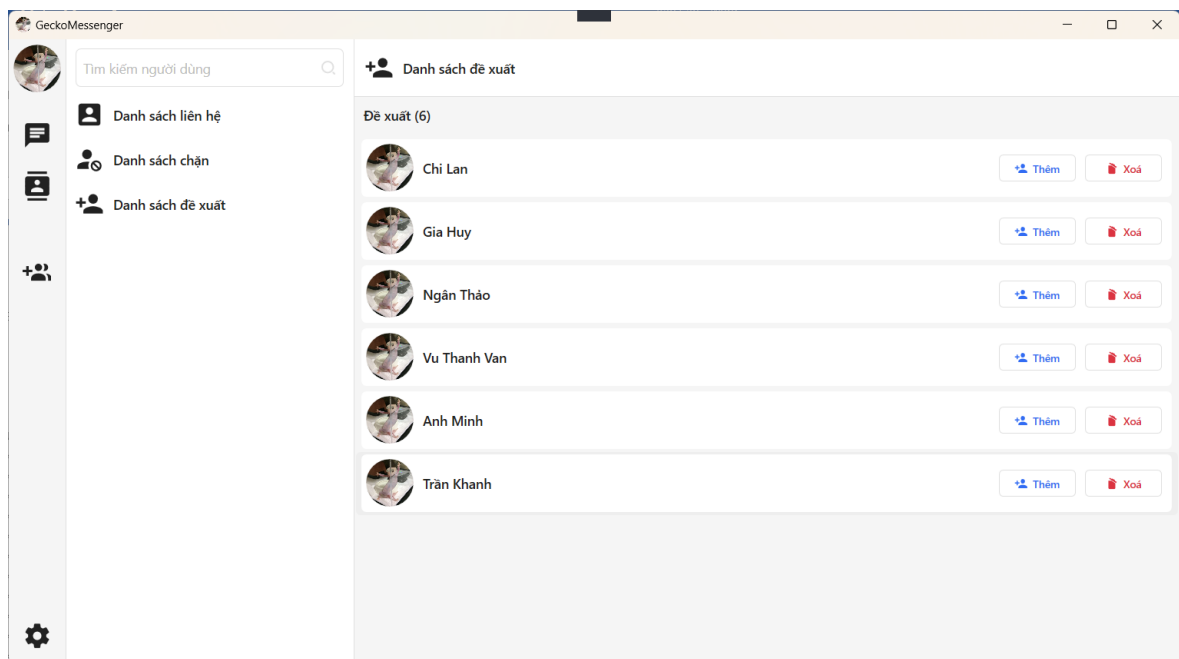 GeckoMessenger
Tìm kiếm người dùng
Danh sách liên hệ
Danh sách chặn
Danh sách đề xuất
Danh sách đề xuất
Đề xuất (6)
Chi Lan
Thêm
Xoá
Gia Huy
Thêm
Xoá
Ngân Thảo
Thêm
Xoá
Vu Thanh Van
Thêm
Xoá
Anh Minh
Thêm
Xoá
Trần Khanh
Thêm
Xoá